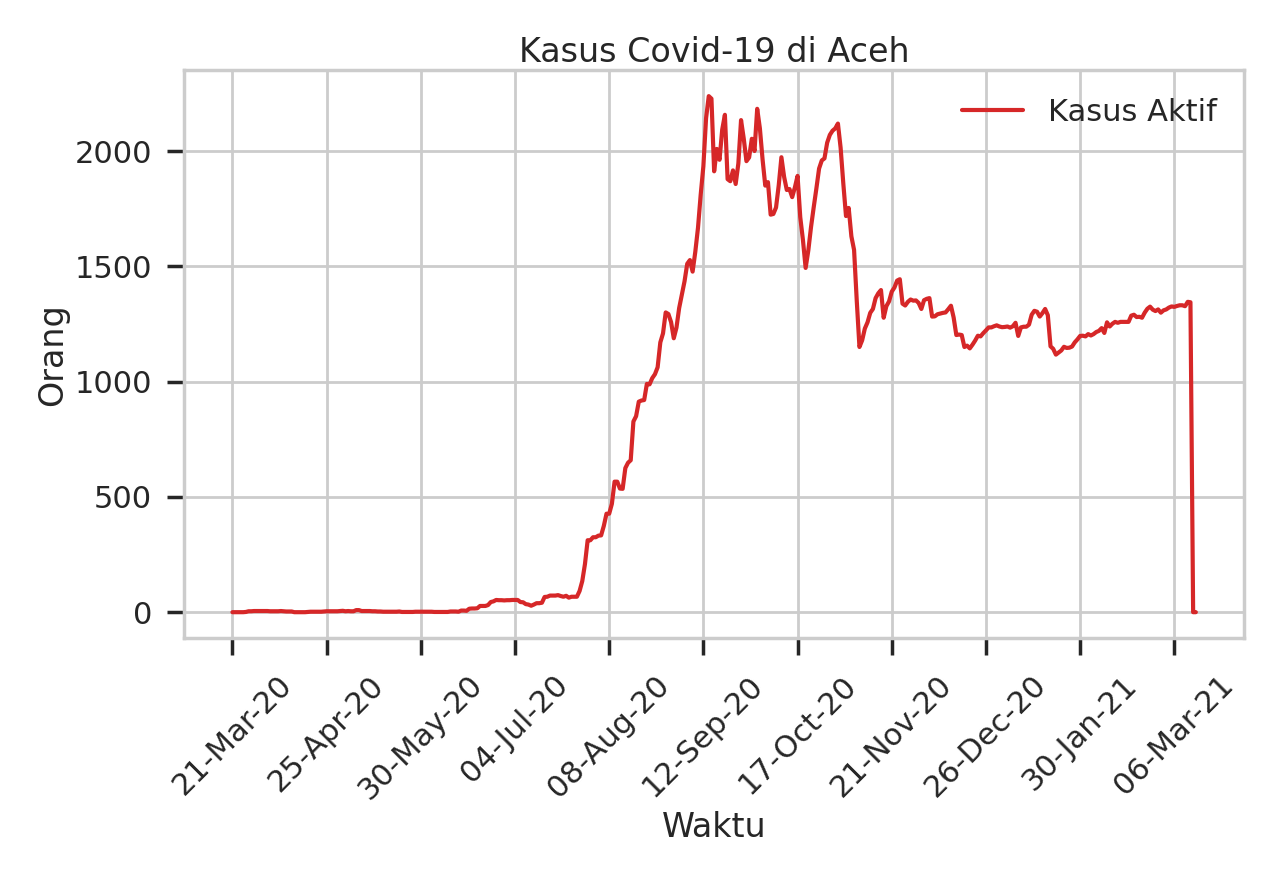 Kasus Covid-19 di Aceh
Kasus Aktif
Orang
2000
1500
1000
500
0
21-Mar-20
25-Apr-20
30-May-20
04-Jul-20
08-Aug-20
12-Sep-20
17-Oct-20
21-Nov-20
26-Dec-20
30-Jan-21
06-Mar-21
Waktu